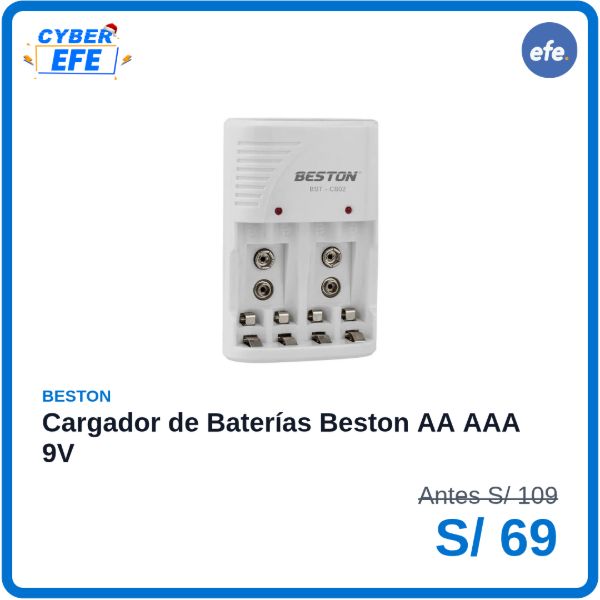 CYBER
EFE
efe.
BESTON
BST - C802
BESTON
Cargador de Baterías Beston AA AAA
9V
Antes S/ 109
S/ 69